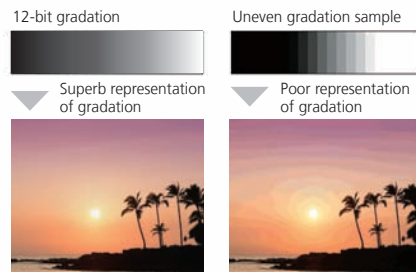 12-bit gradation
Superb representation
of gradation
Uneven gradation sample
Poor representation
of gradation